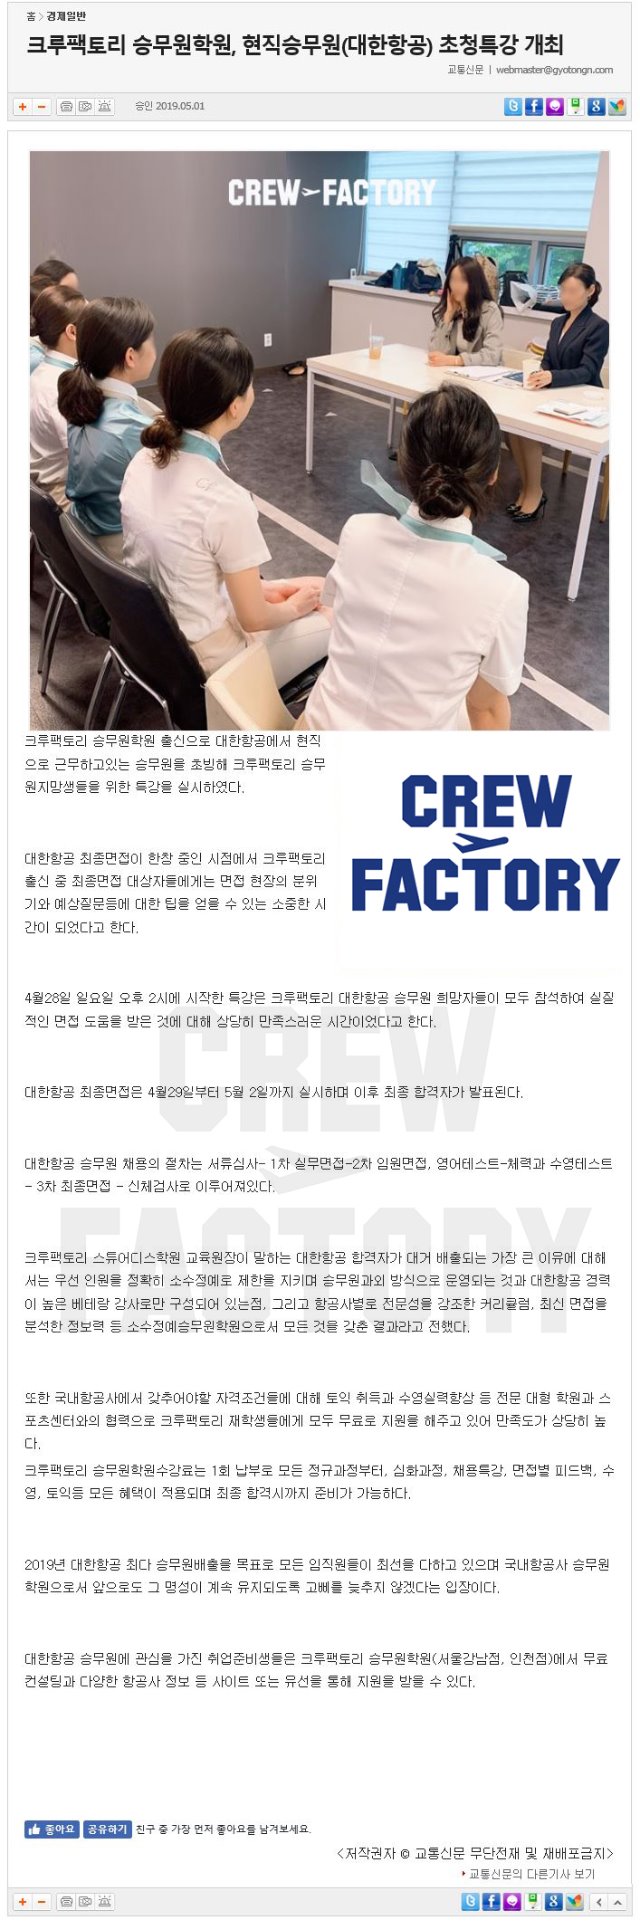 홈 > 경제일반
크루팩토리 승무원학원, 현직승무원(대한항공) 초청특강 개최
교통신문 | webmaster@gyotongn.com
승인 2019.05.01
CREW FACTORY
크루팩토리 승무원학원 출신으로 대한항공에서 현직
으로 근무하고있는 승무원을 초빙해 크루팩토리 승무
원지망생들을 위한 특강을 실시하였다.
CREW
FACTORY
대한항공 최종면접이 한창 중인 시점에서 크루팩토리
출신 중 최종면접 대상자들에게는 면접 현장의 분위
기와 예상질문등에 대한 팁을 얻을 수 있는 소중한 시
간이 되었다고 한다.
4월28일 일요일 오후 2시에 시작한 특강은 크루팩토리 대한항공 승무원 희망자들이 모두 참석하여 실질
적인 면접 도움을 받은 것에 대해 상당히 만족스러운 시간이었다고 한다.
CREW
FACTORY
대한항공 최종면접은 4월29일부터 5월 2일까지 실시하며 이후 최종 합격자가 발표된다.
대한항공 승무원 채용의 절차는 서류심사- 1차 실무면접-2차 임원면접, 영어테스트-체력과 수영테스트
- 3차 최종면접 - 신체검사로 이루어져있다.
크루팩토리 스튜어디스학원 교육원장이 말하는 대한항공 합격자가 대거 배출되는 가장 큰 이유에 대해
서는 우선 인원을 정확히 소수정예로 제한을 지키며 승무원과외 방식으로 운영되는 것과 대한항공 경력
이 높은 베테랑 강사로만 구성되어 있는점, 그리고 항공사별로 전문성을 강조한 커리큘럼, 최신 면접을
분석한 정보력 등 소수정예승무원학원으로서 모든 것을 갖춘 결과라고 전했다.
또한 국내항공사에서 갖추어야할 자격조건들에 대해 토익 취득과 수영실력향상 등 전문 대형 학원과 스
포츠센터와의 협력으로 크루팩토리 재학생들에게 모두 무료로 지원을 해주고 있어 만족도가 상당히 높
다.
크루팩토리 승무원학원수강료는 1회 납부로 모든 정규과정부터, 심화과정, 채용특강, 면접별 피드백, 수
영, 토익등 모든 혜택이 적용되며 최종 합격시까지 준비가 가능하다.
2019년 대한항공 최다 승무원배출을 목표로 모든 임직원들이 최선을 다하고 있으며 국내항공사 승무원
학원으로서 앞으로도 그 명성이 계속 유지되도록 고삐를 늦추지 않겠다는 입장이다.
대한항공 승무원에 관심을 가진 취업준비생들은 크루팩토리 승무원학원(서울강남점, 인천점)에서 무료
컨설팅과 다양한 항공사 정보 등 사이트 또는 유선을 통해 지원을 받을 수 있다.
좋아요 공유하기 친구 중 가장 먼저 좋아요를 남겨보세요.
<저작권자 © 교통신문 무단전재 및 재배포금지>
교통신문의 다른기사 보기